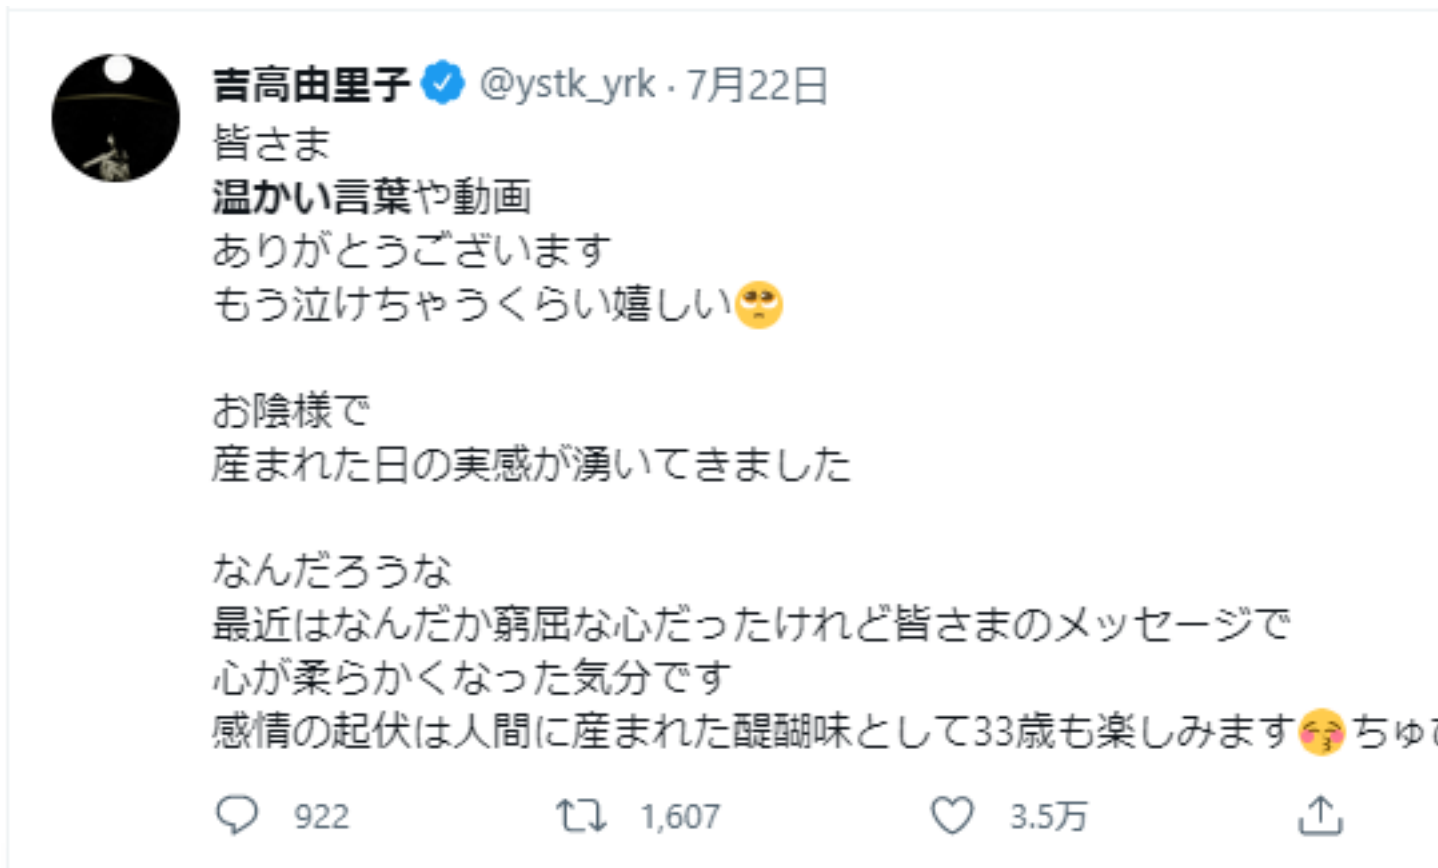 吉高由里子 @ystk_yrk · 7月22日
皆さま
温かい言葉や動画
ありがとうございます
もう泣けちゃうくらい嬉しい🥺
お陰様で
産まれた日の実感が湧いてきました
なんだろうな
最近はなんだか窮屈な心だったけれど皆さまのメッセージで
心が柔らかくなった気分です
感情の起伏は人間に産まれた醍醐味として33歳も楽しみます😚ちゅ
922 1,607 3.5万